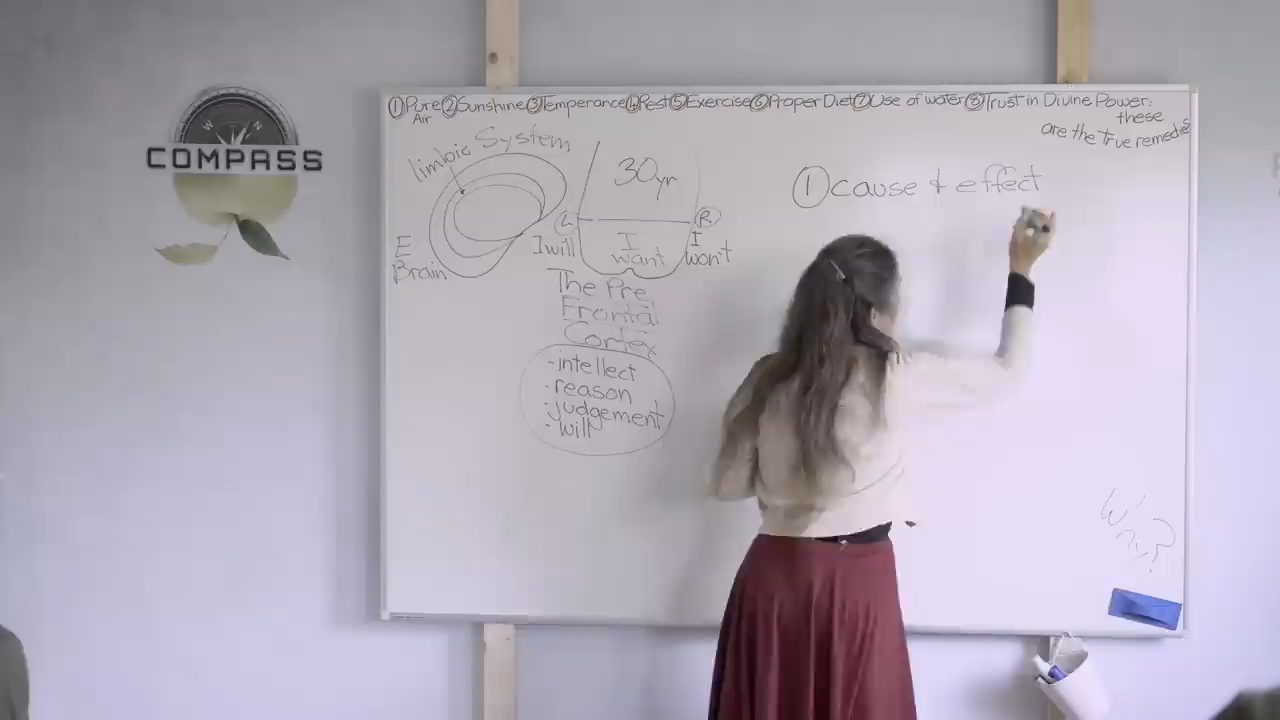 W N
COMPASS
①Pure Air ②Sunshine ③Temperance ④Rest ⑤Exercise ⑥Proper Diet ⑦Use of water ⑧Trust in Divine Power:
these
are the true remedies
limbic System
30yr
① cause & effect
L R
E
Brain
I will
I want
I won't
The Pre
Frontal
Cortex
-intellect
-reason
-judgement
-will
Why?